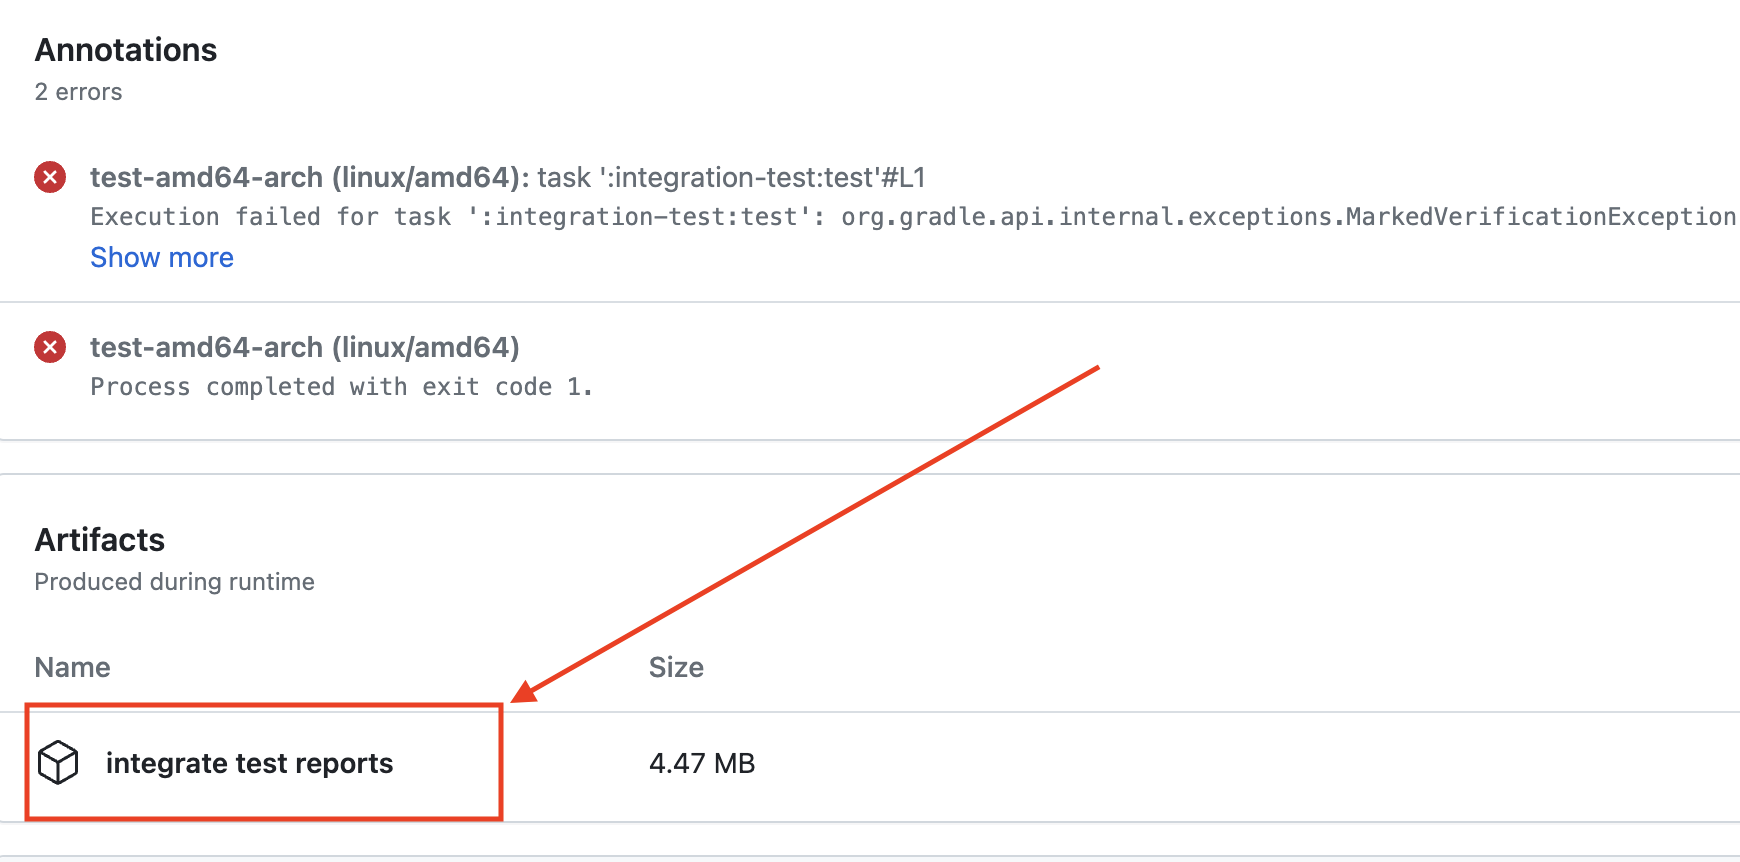 Annotations
2 errors
test-amd64-arch (linux/amd64): task ':integration-test:test'#L1
Execution failed for task ':integration-test:test': org.gradle.api.internal.exceptions.MarkedVerificationException
Show more
test-amd64-arch (linux/amd64)
Process completed with exit code 1.
Artifacts
Produced during runtime
Name Size
integrate test reports 4.47 MB